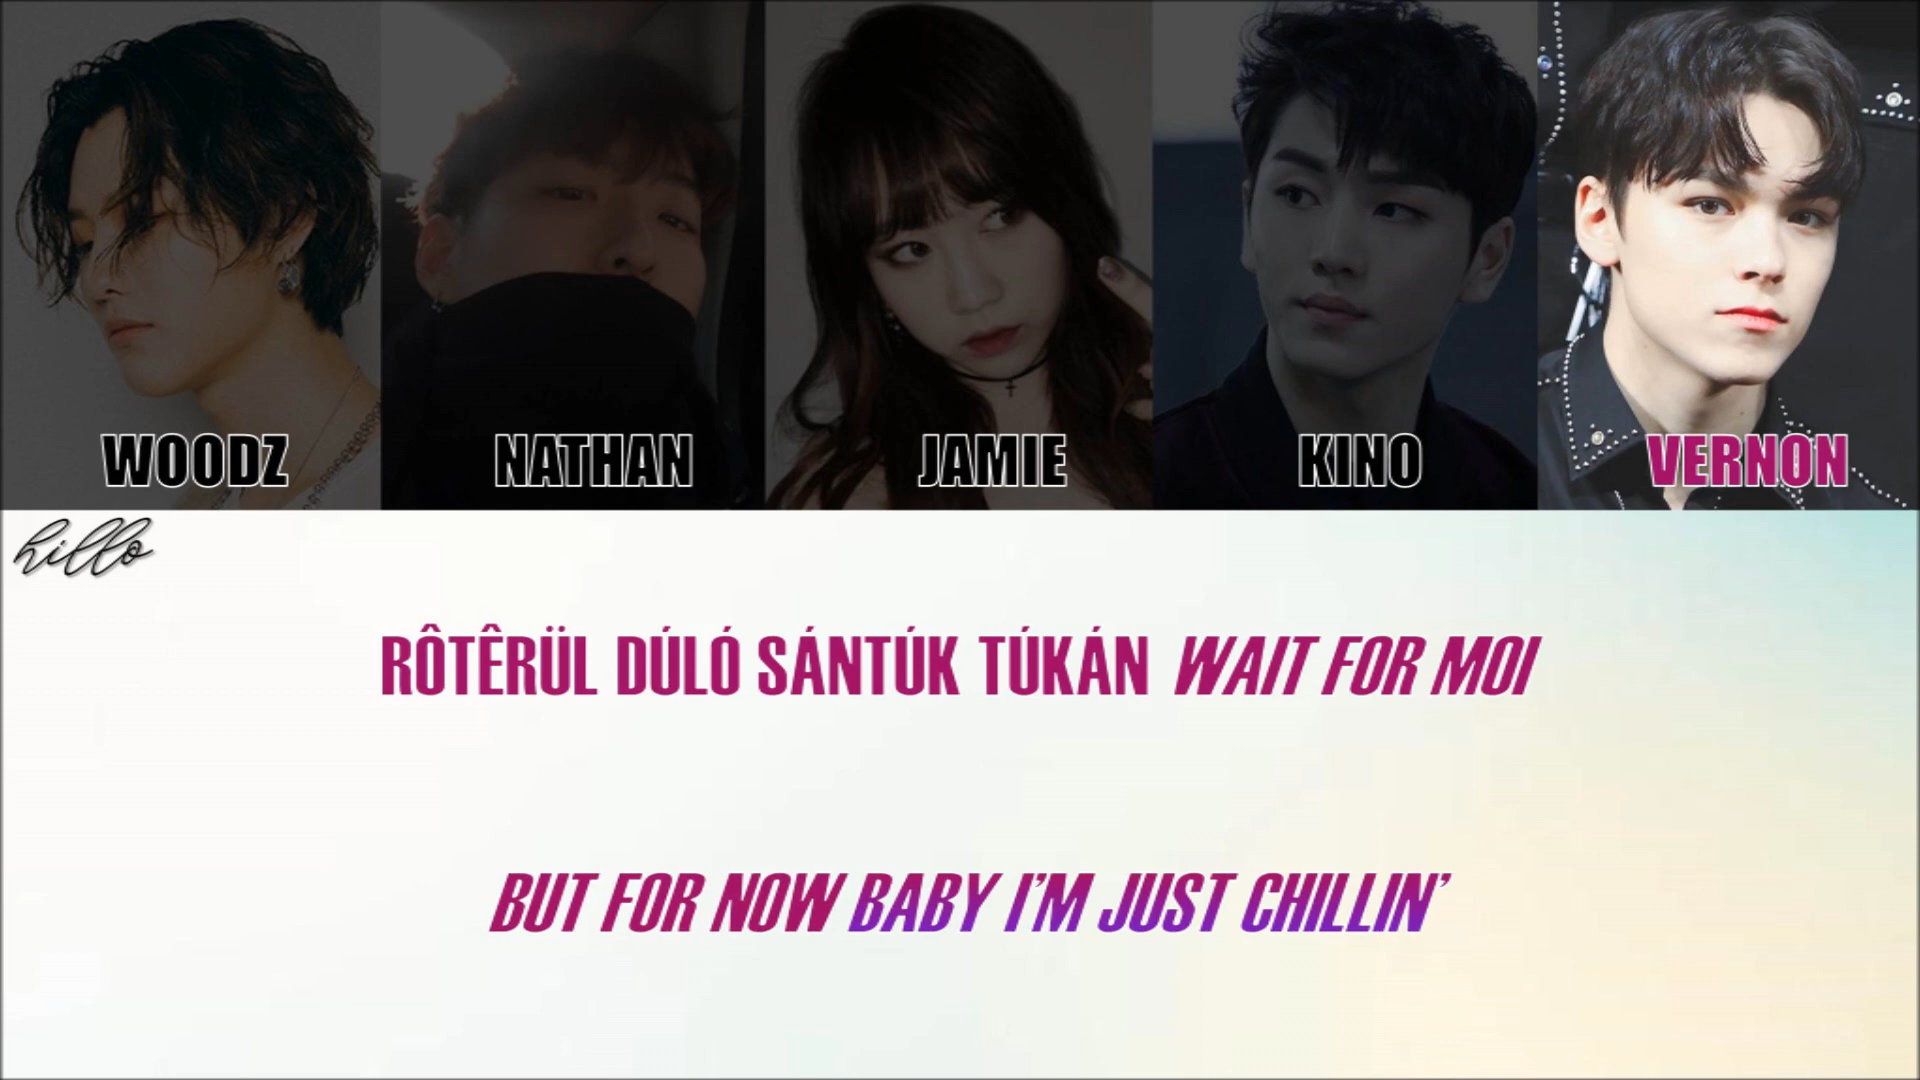 WOODZ
NATHAN
JAMIE
KINO
VERNON
hillo
RÔTÊRÜL DÚLÓ SÁNTÚK TÚKÁN WAIT FOR MOI
BUT FOR NOW BABY I'M JUST CHILLIN'